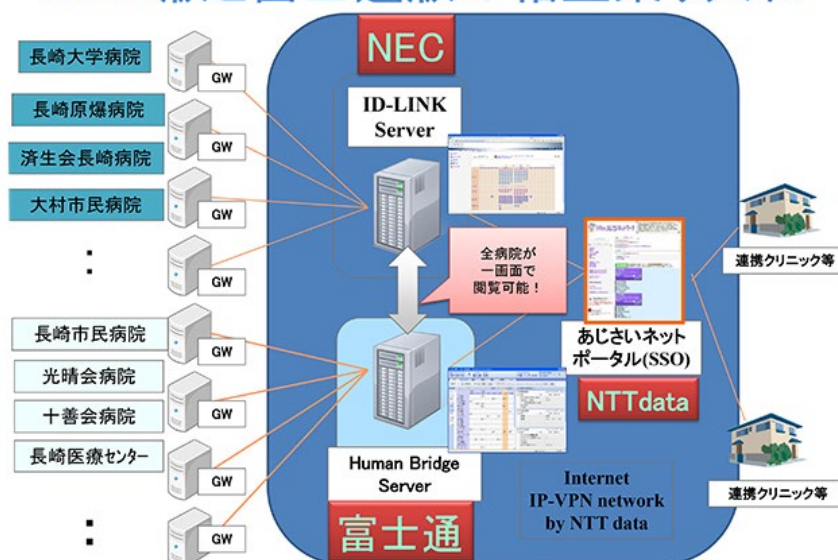 NEC
長崎大学病院
GW
ID-LINK
Server
長崎原爆病院
GW
済生会長崎病院
大村市民病院
GW
GW
全病院が
一画面で
閲覧可能！
連携クリニック等
長崎市民病院
GW
あじさいネット
ポータル(SSO)
光晴会病院
GW
NTTdata
十善会病院
長崎医療センター
GW
Human Bridge
Server
Internet
IP-VPN network
by NTT data
連携クリニック等
富士通
GW